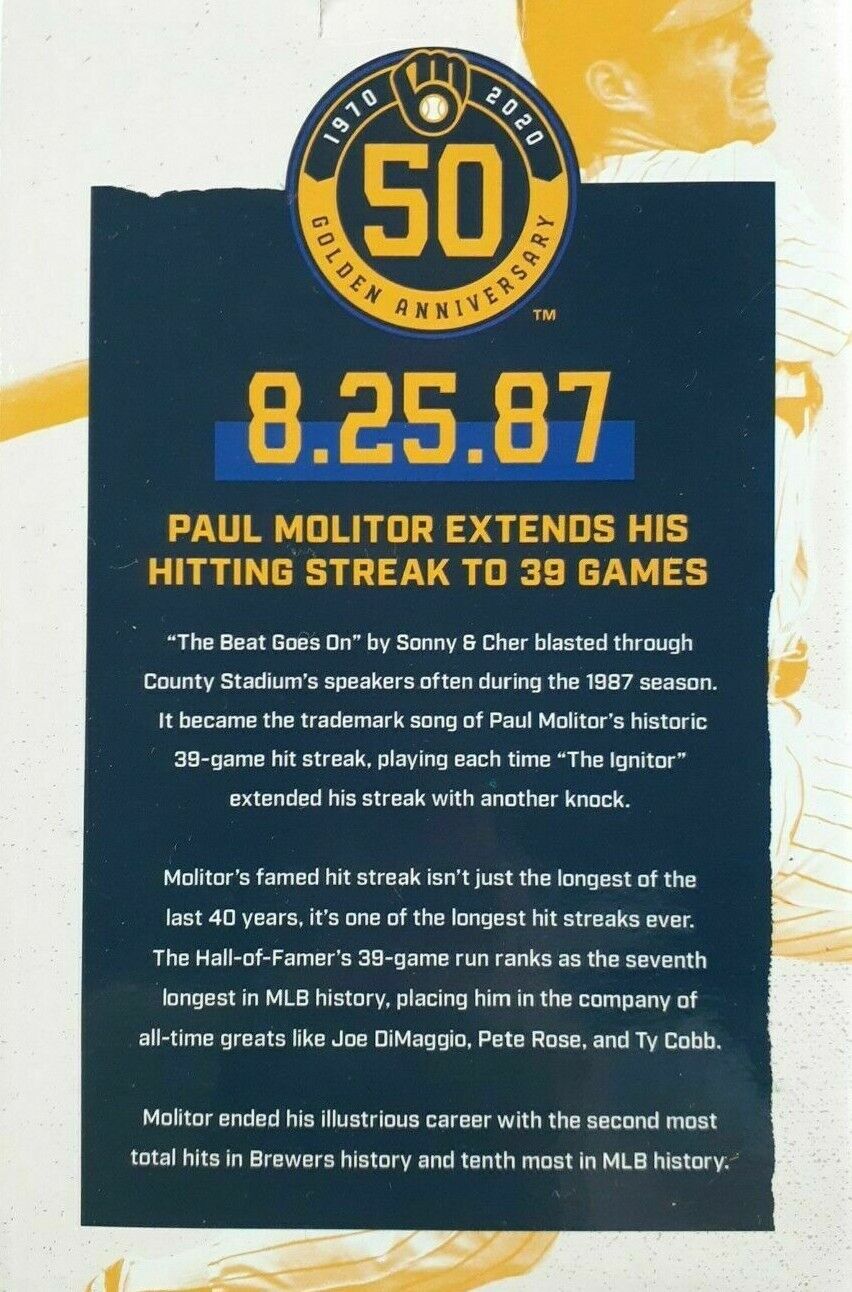 1970 2020
50
GOLDEN ANNIVERSARY
TM
8.25.87
PAUL MOLITOR EXTENDS HIS
HITTING STREAK TO 39 GAMES
“The Beat Goes On” by Sonny & Cher blasted through
County Stadium’s speakers often during the 1987 season.
It became the trademark song of Paul Molitor’s historic
39-game hit streak, playing each time “The Ignitor”
extended his streak with another knock.
Molitor’s famed hit streak isn’t just the longest of the
last 40 years, it’s one of the longest hit streaks ever.
The Hall-of-Famer’s 39-game run ranks as the seventh
longest in MLB history, placing him in the company of
all-time greats like Joe DiMaggio, Pete Rose, and Ty Cobb.
Molitor ended his illustrious career with the second most
total hits in Brewers history and tenth most in MLB history.